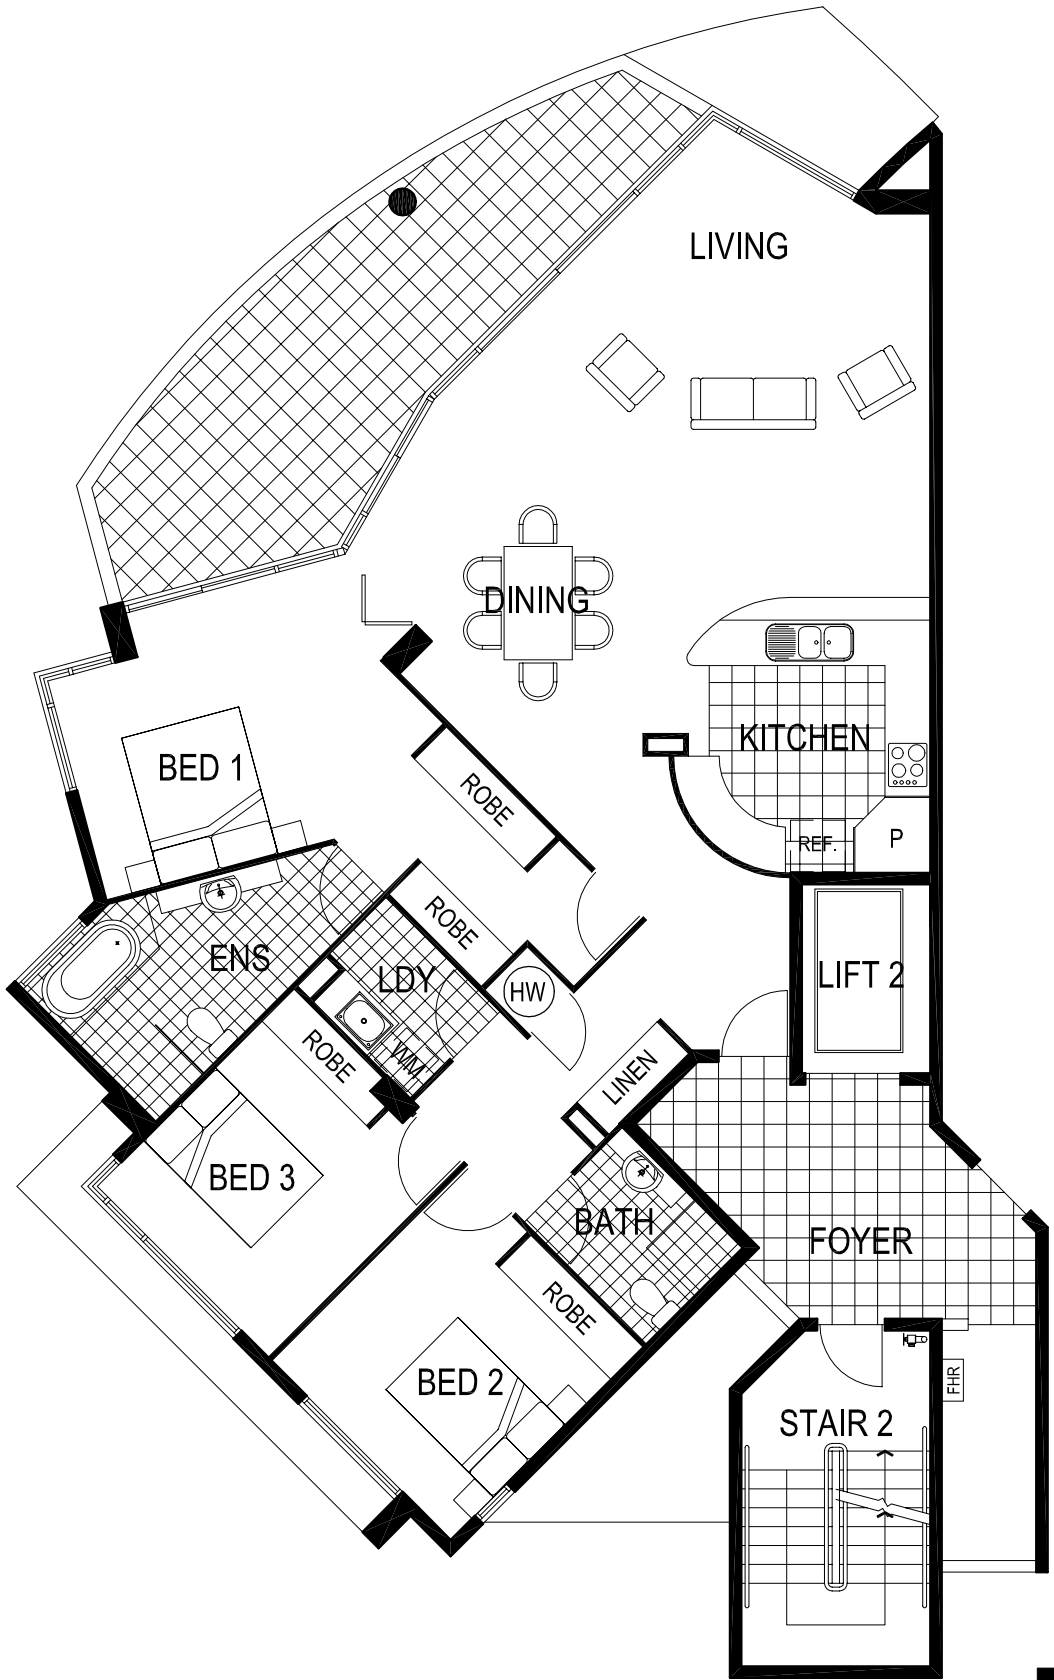 LIVING
DINING
KITCHEN
BED 1
ROBE
REF.
P
ROBE
ENS
LDY
HW
LIFT 2
ROBE
WM
LINEN
BED 3
BATH
FOYER
ROBE
BED 2
FHR
STAIR 2